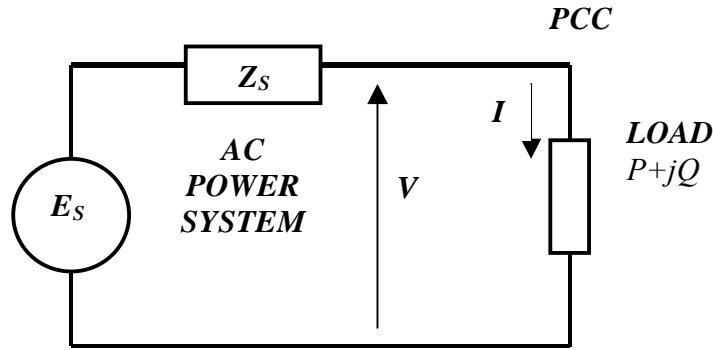 PCC
Z_S
I
LOAD
P+jQ
AC
POWER
SYSTEM
V
E_S